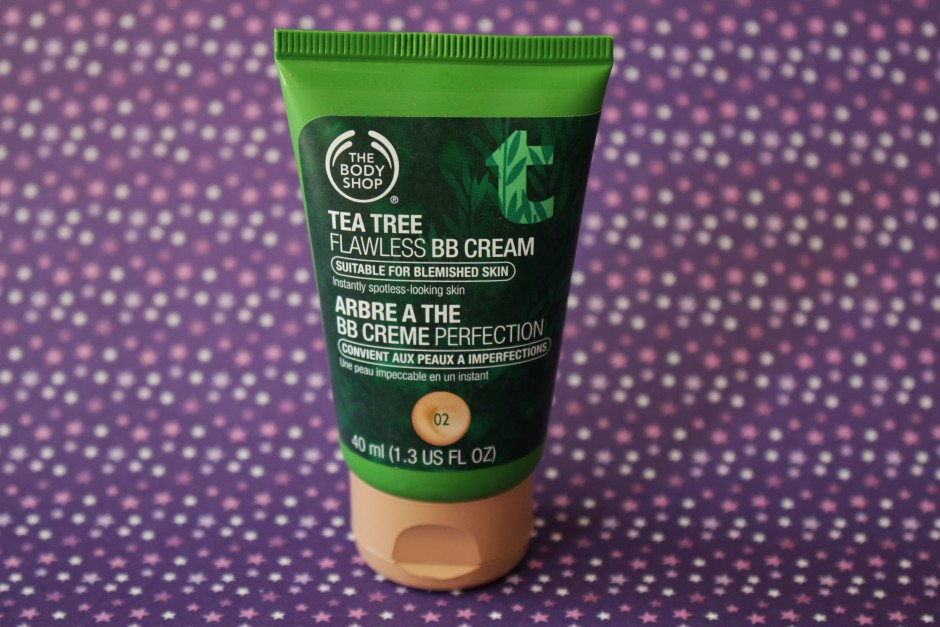 THE
BODY
SHOP
®
t
TEA TREE
FLAWLESS BB CREAM
SUITABLE FOR BLEMISHED SKIN
Instantly spotless-looking skin
ARBRE A THE
BB CREME PERFECTION
CONVIENT AUX PEAUX A IMPERFECTIONS
Une peau impeccable en un instant
02
40 ml (1.3 US FL OZ)